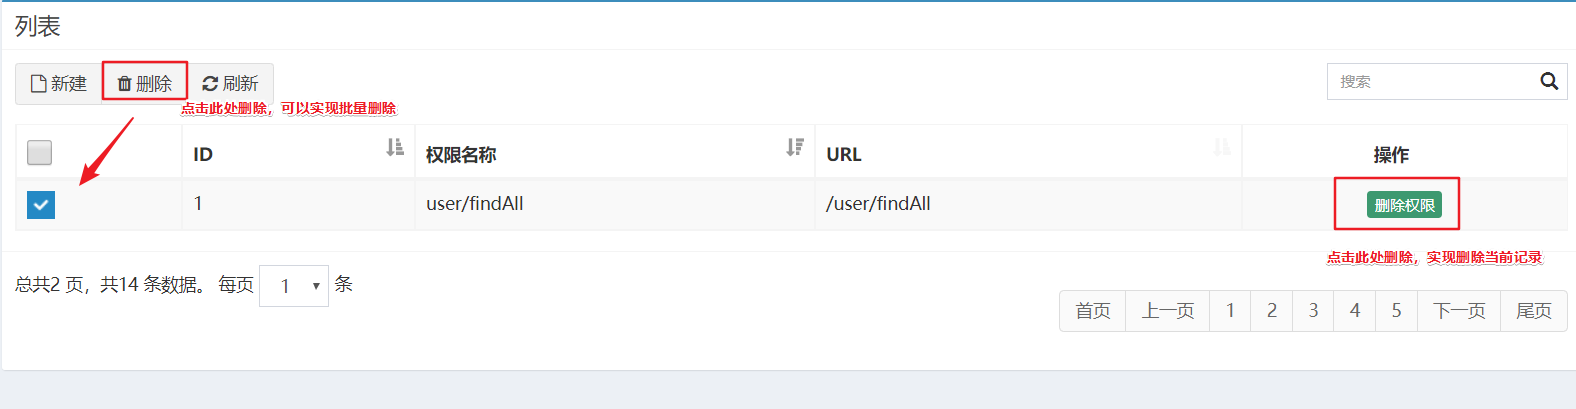 列表
新建 删除 刷新 搜索
点击此处删除，可以实现批量删除
ID 权限名称 URL 操作
1 user/findAll /user/findAll 删除权限
点击此处删除，实现删除当前记录
总共2 页，共14 条数据。 每页 1 条
首页 上一页 1 2 3 4 5 下一页 尾页